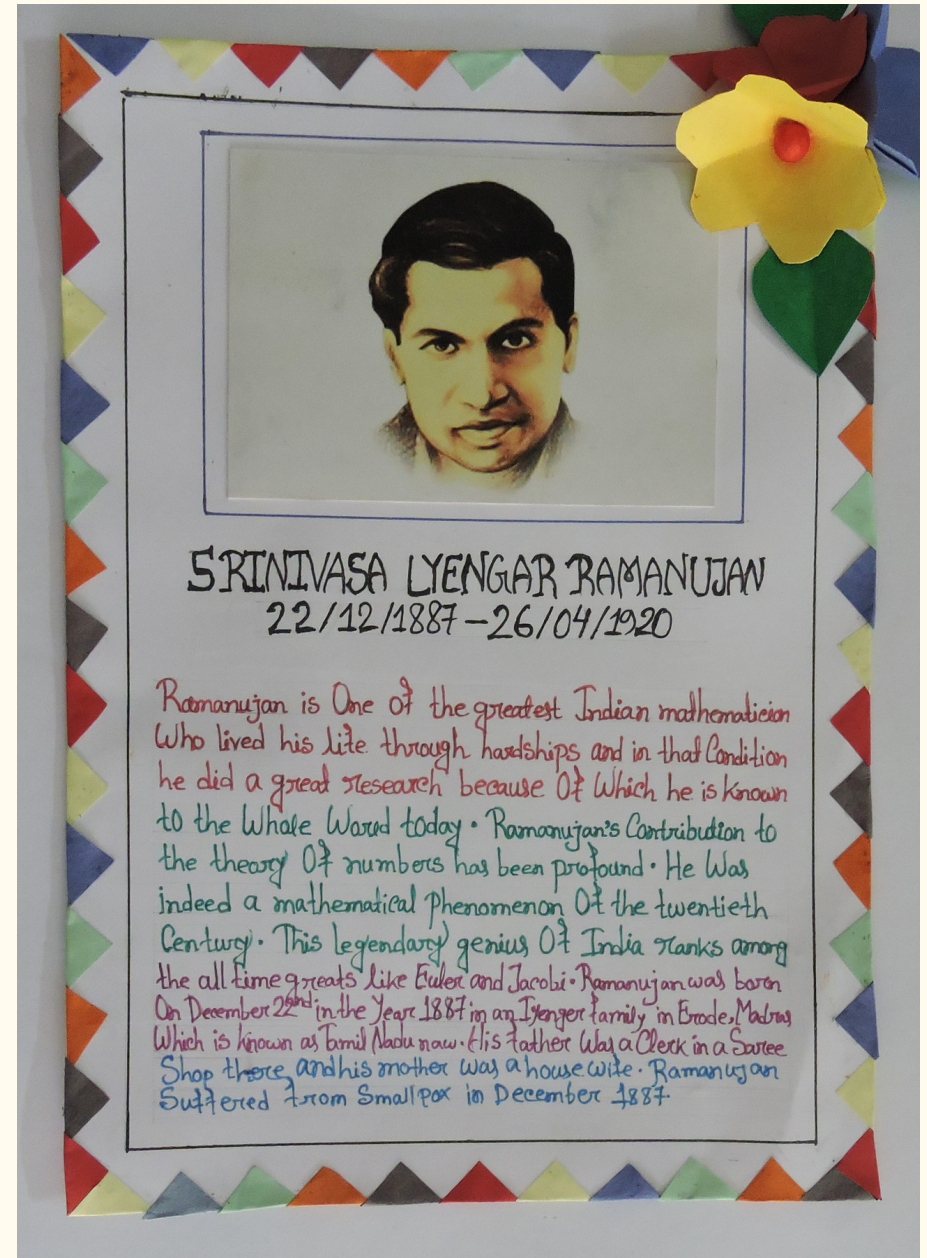 SRINIVASA LYENGAR RAMANUJAN
22/12/1887-26/04/1920
Ramanujan is One of the greatest Indian mathematician
Who lived his life through hardships and in that Condition
he did a great research because Of Which he is known
to the Whole Wored today. Ramanujan's Contribution to
the theory Of numbers has been profound. He Was
indeed a mathematical phenomenon Of the twentieth
Century. This legendary genius Of India ranks among
the all time greats like Euler and Jacobi. Ramanujan was born
On December 22nd in the Year 1887 in an Iyenger family in Erode, Madras
Which is known as Tamil Nadu now. His father Was a Clerk in a Saree
Shop there, and his mother was a house wife. Ramanujan
Suffered from Smallpox in December 1887.